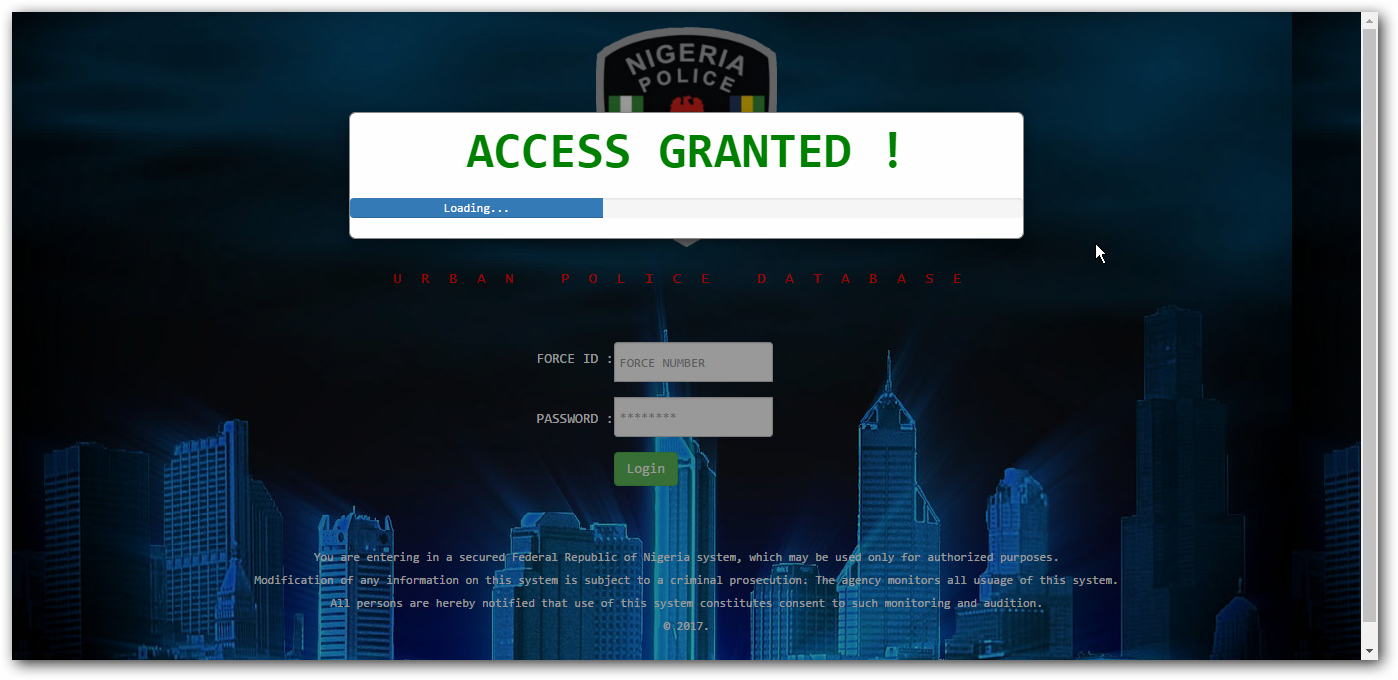 NIGERIA
POLICE
ACCESS GRANTED !
Loading...
URBAN POLICE DATABASE
FORCE ID : FORCE NUMBER
PASSWORD : ********
Login
You are entering in a secured Federal Republic of Nigeria system, which may be used only for authorized purposes.
Modification of any information on this system is subject to a criminal prosecution. The agency monitors all usuage of this system.
All persons are hereby notified that use of this system constitutes consent to such monitoring and audition.
© 2017.